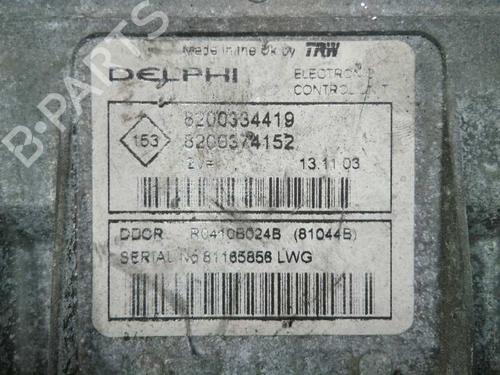 B-PARTS
Made in the Uk by TRW
DELPHI ELECTRONIC
CONTROL UNIT
8200334419
153 8200374152
13.11 03
DDCR R0410B024B (81044B)
SERIAL No 81165856 LWG